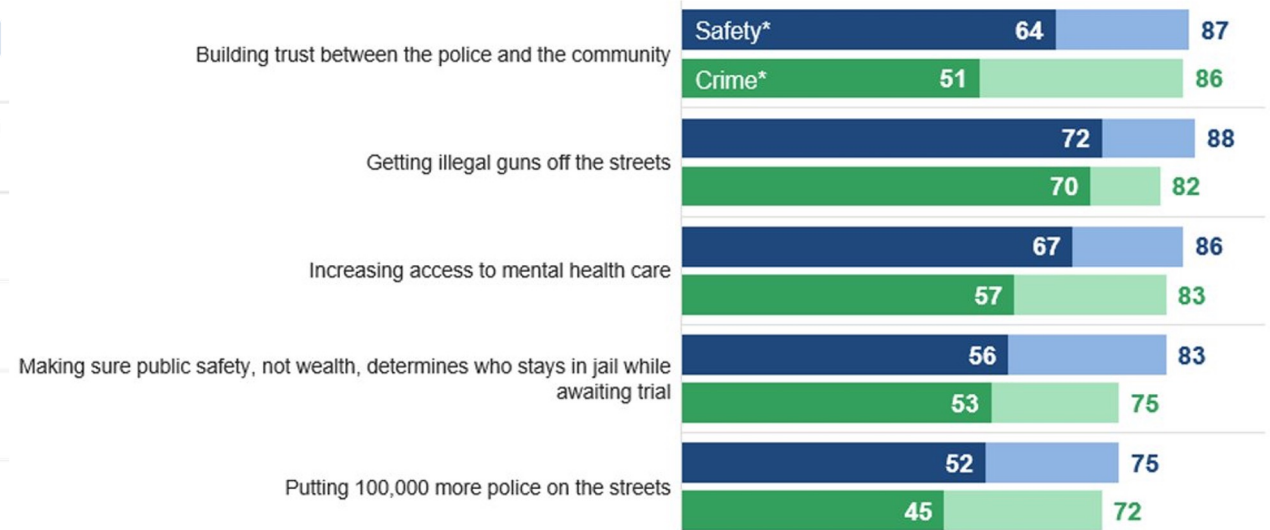 Building trust between the police and the community
Safety* 64 87
Crime* 51 86
Getting illegal guns off the streets
72 88
70 82
Increasing access to mental health care
67 86
57 83
Making sure public safety, not wealth, determines who stays in jail while
awaiting trial
56 83
53 75
Putting 100,000 more police on the streets
52 75
45 72